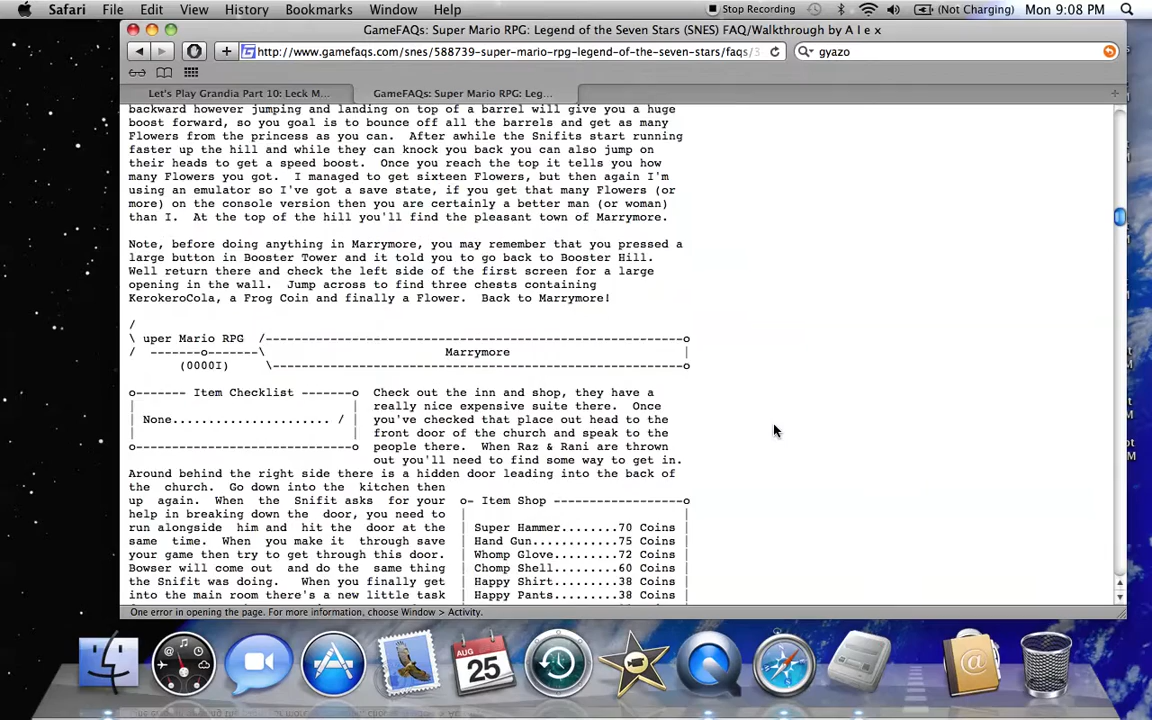 Safari File Edit View History Bookmarks Window Help Stop Recording (Not Charging) Mon 9:08 PM
GameFAQs: Super Mario RPG: Legend of the Seven Stars (SNES) FAQ/Walkthrough by A l e x
http://www.gamefaqs.com/snes/588739-super-mario-rpg-legend-of-the-seven-stars/faqs/3 gyazo
Let's Play Grandia Part 10: Leck M... GameFAQs: Super Mario RPG: Leg...
backward however jumping and landing on top of a barrel will give you a huge
boost forward, so you goal is to bounce off all the barrels and get as many
Flowers from the princess as you can. After awhile the Snifits start running
faster up the hill and while they can knock you back you can also jump on
their heads to get a speed boost. Once you reach the top it tells you how
many Flowers you got. I managed to get sixteen Flowers, but then again I'm
using an emulator so I've got a save state, if you get that many Flowers (or
more) on the console version then you are certainly a better man (or woman)
than I. At the top of the hill you'll find the pleasant town of Marrymore.
Note, before doing anything in Marrymore, you may remember that you pressed a
large button in Booster Tower and it told you to go back to Booster Hill.
Well return there and check the left side of the first screen for a large
opening in the wall. Jump across to find three chests containing
KerokeroCola, a Frog Coin and finally a Flower. Back to Marrymore!
/
\ uper Mario RPG /----------------------------------------------------------o
/ -------o-------\ Marrymore |
(0000I) \----------------------------------------------------------o
o------- Item Checklist -------o Check out the inn and shop, they have a
| | really nice expensive suite there. Once
| None...................... / | you've checked that place out head to the
| | front door of the church and speak to the
o------------------------------o people there. When Raz & Rani are thrown
out you'll need to find some way to get in.
Around behind the right side there is a hidden door leading into the back of
the church. Go down into the kitchen then
up again. When the Snifit asks for your o- Item Shop ------------------o
help in breaking down the door, you need to | |
run alongside him and hit the door at the | Super Hammer........70 Coins |
same time. When you make it through save | Hand Gun............75 Coins |
your game then try to get through this door. | Whomp Glove.........72 Coins |
Bowser will come out and do the same thing | Chomp Shell.........60 Coins |
the Snifit was doing. When you finally get | Happy Shirt.........38 Coins |
into the main room there's a new little task | Happy Pants.........38 Coins |
One error in opening the page. For more information, choose Window > Activity.
AUG
25